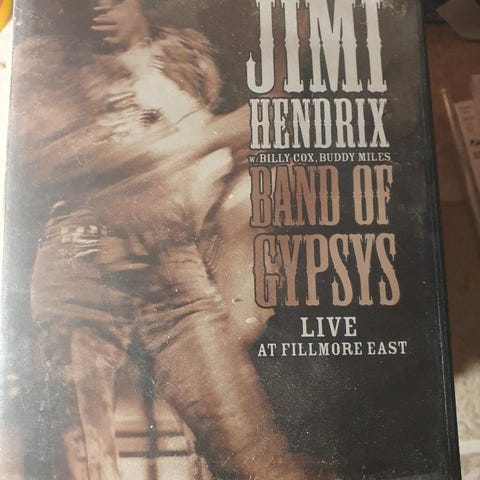 JIMI
HENDRIX
W/BILLY COX, BUDDY MILES
BAND OF
GYPSYS
LIVE
AT FILLMORE EAST